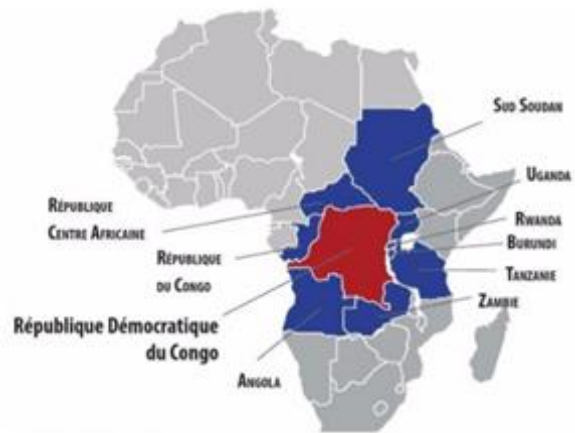 SUD SOUDAN
UGANDA
RÉPUBLIQUE
CENTRE AFRICAINE
RWANDA
BURUNDI
RÉPUBLIQUE
DU CONGO
TANZANIE
ZAMBIE
République Démocratique
du Congo
ANGOLA